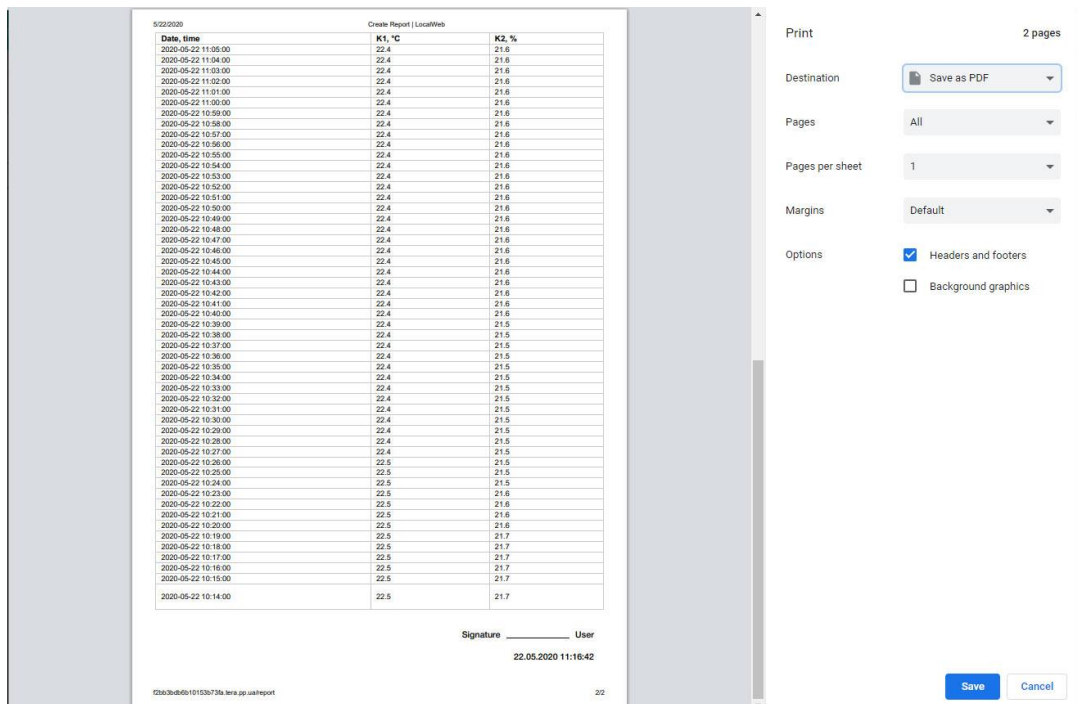 5/22/2020 Create Report | LocalWeb
Date, time K1, °C K2, %
2020-05-22 11:05:00 22.4 21.6
2020-05-22 11:04:00 22.4 21.6
2020-05-22 11:03:00 22.4 21.6
2020-05-22 11:02:00 22.4 21.6
2020-05-22 11:01:00 22.4 21.6
2020-05-22 11:00:00 22.4 21.6
2020-05-22 10:59:00 22.4 21.6
2020-05-22 10:58:00 22.4 21.6
2020-05-22 10:57:00 22.4 21.6
2020-05-22 10:56:00 22.4 21.6
2020-05-22 10:55:00 22.4 21.6
2020-05-22 10:54:00 22.4 21.6
2020-05-22 10:53:00 22.4 21.6
2020-05-22 10:52:00 22.4 21.6
2020-05-22 10:51:00 22.4 21.6
2020-05-22 10:50:00 22.4 21.6
2020-05-22 10:49:00 22.4 21.6
2020-05-22 10:48:00 22.4 21.6
2020-05-22 10:47:00 22.4 21.6
2020-05-22 10:46:00 22.4 21.6
2020-05-22 10:45:00 22.4 21.6
2020-05-22 10:44:00 22.4 21.6
2020-05-22 10:43:00 22.4 21.6
2020-05-22 10:42:00 22.4 21.6
2020-05-22 10:41:00 22.4 21.6
2020-05-22 10:40:00 22.4 21.6
2020-05-22 10:39:00 22.4 21.5
2020-05-22 10:38:00 22.4 21.5
2020-05-22 10:37:00 22.4 21.5
2020-05-22 10:36:00 22.4 21.5
2020-05-22 10:35:00 22.4 21.5
2020-05-22 10:34:00 22.4 21.5
2020-05-22 10:33:00 22.4 21.5
2020-05-22 10:32:00 22.4 21.5
2020-05-22 10:31:00 22.4 21.5
2020-05-22 10:30:00 22.4 21.5
2020-05-22 10:29:00 22.4 21.5
2020-05-22 10:28:00 22.4 21.5
2020-05-22 10:27:00 22.4 21.5
2020-05-22 10:26:00 22.5 21.5
2020-05-22 10:25:00 22.5 21.5
2020-05-22 10:24:00 22.5 21.5
2020-05-22 10:23:00 22.5 21.6
2020-05-22 10:22:00 22.5 21.6
2020-05-22 10:21:00 22.5 21.6
2020-05-22 10:20:00 22.5 21.6
2020-05-22 10:19:00 22.5 21.7
2020-05-22 10:18:00 22.5 21.7
2020-05-22 10:17:00 22.5 21.7
2020-05-22 10:16:00 22.5 21.7
2020-05-22 10:15:00 22.5 21.7
2020-05-22 10:14:00 22.5 21.7
Signature ____________ User
22.05.2020 11:16:42
f2bb3bdb6b10153b73fa.tera.pp.ua/report 2/2
Print 2 pages
Destination Save as PDF
Pages All
Pages per sheet 1
Margins Default
Options Headers and footers
Background graphics
Save Cancel